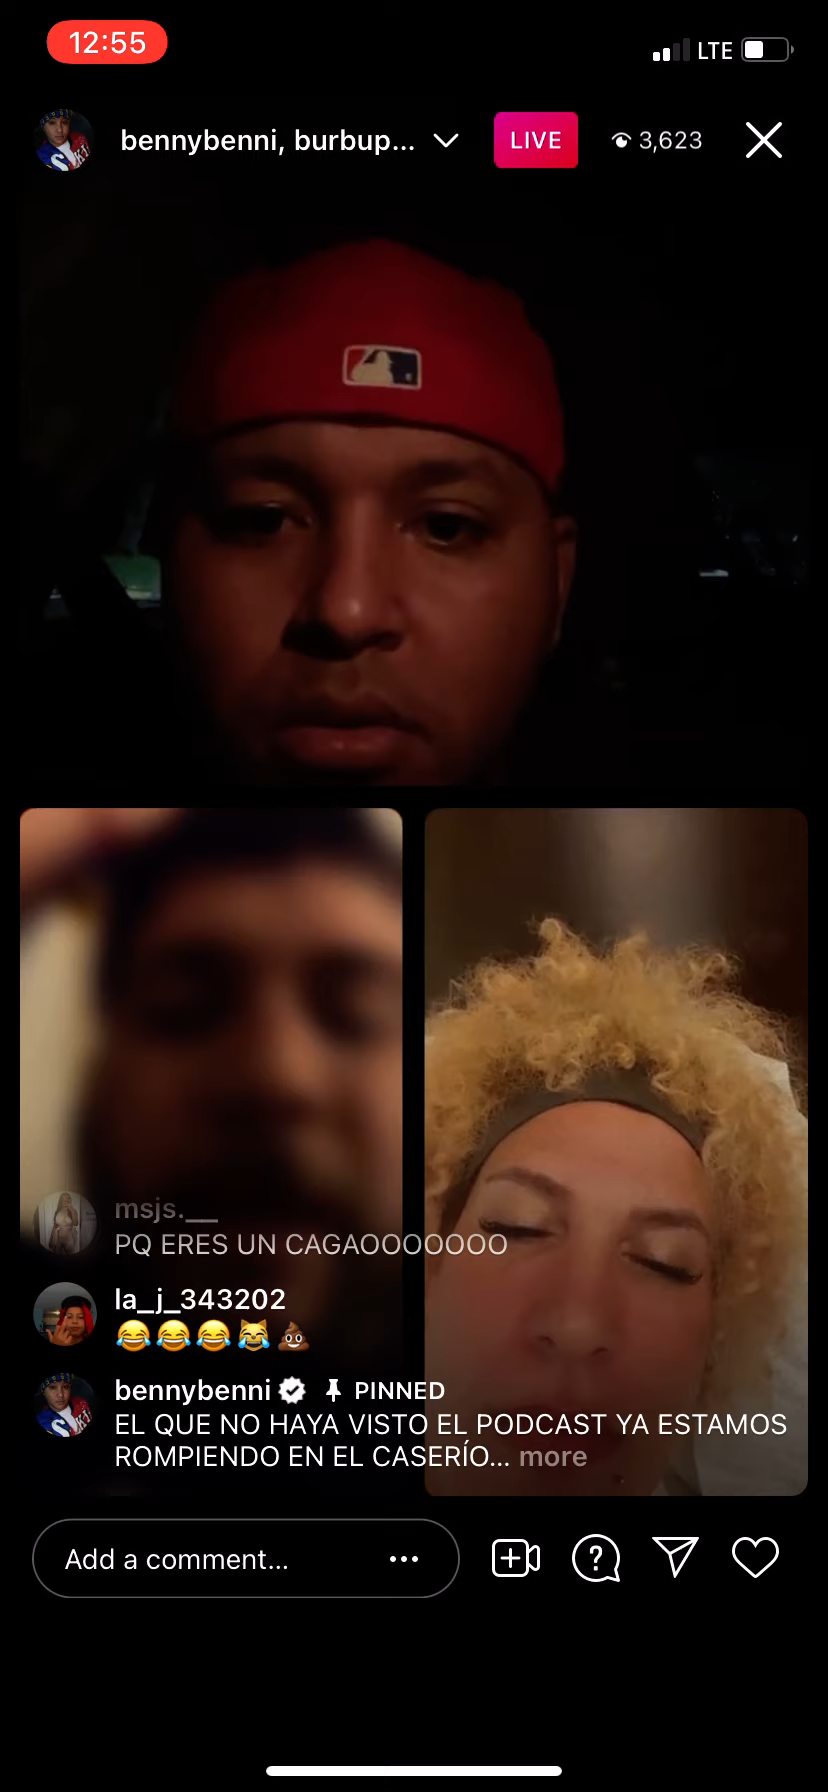 12:55
LTE
bennybenni, burbup...
LIVE
3,623
msjs.__
PQ ERES UN CAGAOOOOOOO
la_j_343202
😂😂😂😹💩
bennybenni PINNED
EL QUE NO HAYA VISTO EL PODCAST YA ESTAMOS
ROMPIENDO EN EL CASERÍO... more
Add a comment...